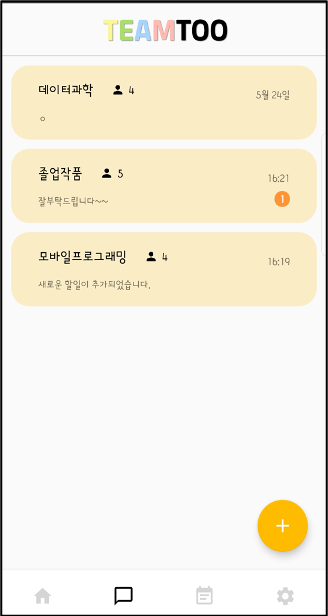 TEAMTOO
데이터과학 4
5월 24일
ㅇ
졸업작품 5
16:21
잘부탁드립니다~~
1
모바일프로그래밍 4
16:19
새로운 할일이 추가되었습니다.
+